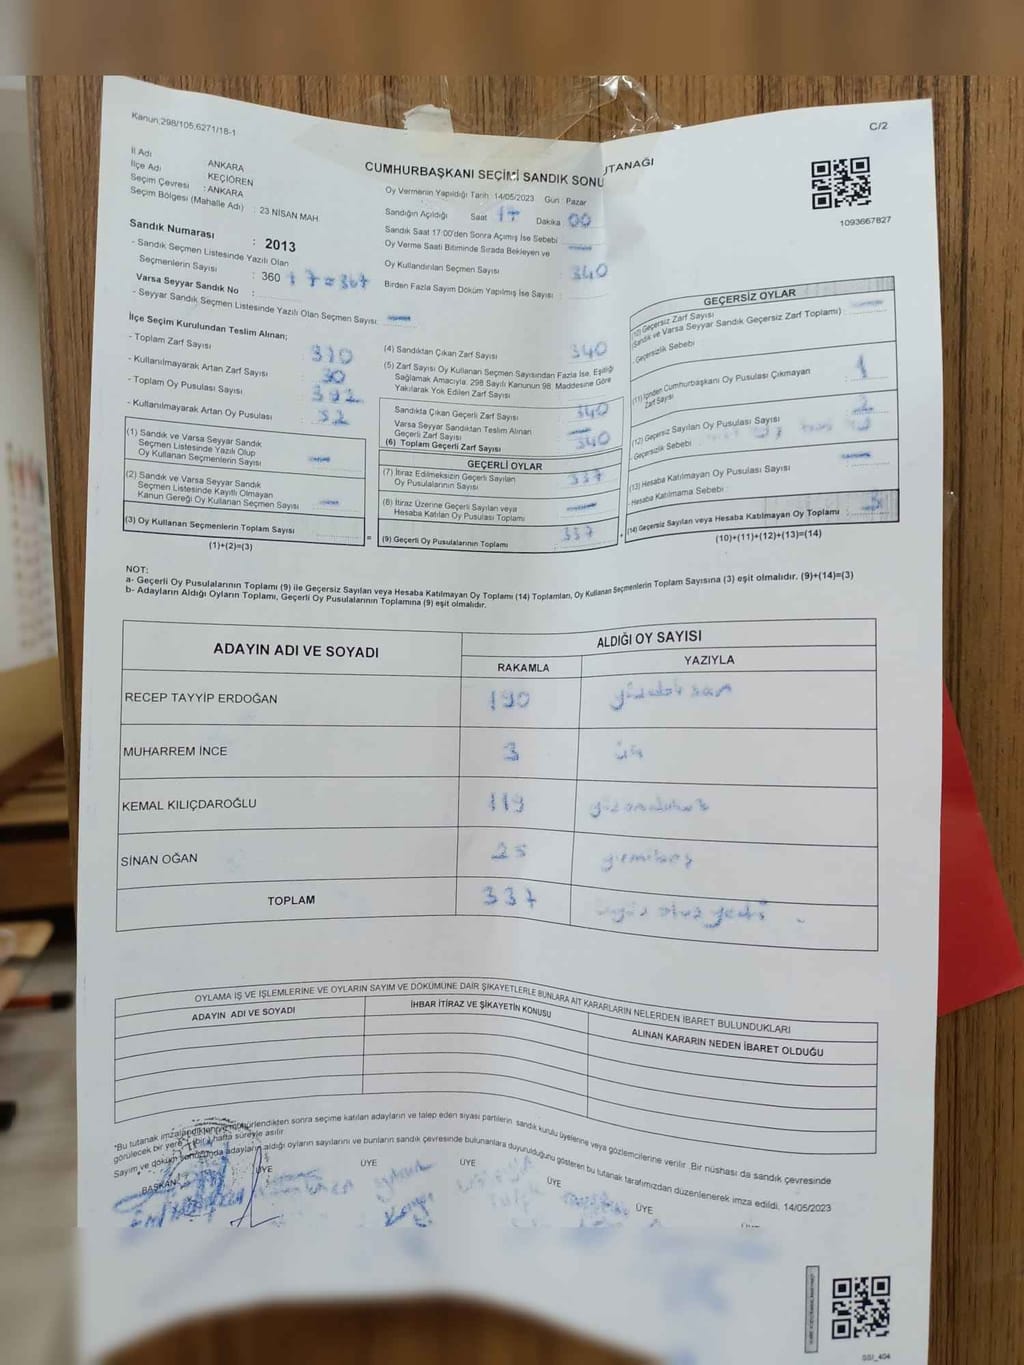 Kanun;298/105,6271/18-1
C/2
İl Adı ANKARA
İlçe Adı KEÇİÖREN
Seçim Çevresi : ANKARA
Seçim Bölgesi (Mahalle Adı) : 23 NİSAN MAH
CUMHURBAŞKANI SEÇİMİ SANDIK SONU UTANAĞI
Oy Vermenin Yapıldığı Tarih 14/05/2023 Gün Pazar
Sandığın Açıldığı Saat 17 Dakika 00
Sandık Saat 17:00'den Sonra Açılmış İse Sebebi
Oy Verme Saati Bitiminde Sırada Bekleyen ve
Oy Kullandırılan Seçmen Sayısı 340
Birden Fazla Sayım Döküm Yapılmış İse Sayısı :
1093667827
Sandık Numarası : 2013
- Sandık Seçmen Listesinde Yazılı Olan
Seçmenlerin Sayısı : 360 + 7 = 367
Varsa Seyyar Sandık No :
- Seyyar Sandık Seçmen Listesinde Yazılı Olan Seçmen Sayısı: —
İlçe Seçim Kurulundan Teslim Alınan;
- Toplam Zarf Sayısı : 370
- Kullanılmayarak Artan Zarf Sayısı : 30
- Toplam Oy Pusulası Sayısı : 392
- Kullanılmayarak Artan Oy Pusulası : 52
(1) Sandık ve Varsa Seyyar Sandık
Seçmen Listesinde Yazılı Olup
Oy Kullanan Seçmenlerin Sayısı : —
(2) Sandık ve Varsa Seyyar Sandık
Seçmen Listesinde Kayıtlı Olmayan
Kanun Gereği Oy Kullanan Seçmen Sayısı —
(3) Oy Kullanan Seçmenlerin Toplam Sayısı
(1)+(2)=(3)
(4) Sandıktan Çıkan Zarf Sayısı : 340
(5) Zarf Sayısı Oy Kullanan Seçmen Sayısından Fazla İse, Eşitliği
Sağlamak Amacıyla; 298 Sayılı Kanunun 98. Maddesine Göre
Yakılarak Yok Edilen Zarf Sayısı
Sandıkta Çıkan Geçerli Zarf Sayısı 340
Varsa Seyyar Sandıktan Teslim Alınan
Geçerli Zarf Sayısı —
(6) Toplam Geçerli Zarf Sayısı 340
GEÇERLİ OYLAR
(7) İtiraz Edilmeksizin Geçerli Sayılan
Oy Pusulalarının Sayısı 337
(8) İtiraz Üzerine Geçerli Sayılan veya
Hesaba Katılan Oy Pusulası Toplamı —
(9) Geçerli Oy Pusulalarının Toplamı 337
GEÇERSİZ OYLAR
(10) Geçersiz Zarf Sayısı
(Sandık ve Varsa Seyyar Sandık Geçersiz Zarf Toplamı) : —
- Geçersizlik Sebebi
(11) İçinden Cumhurbaşkanı Oy Pusulası Çıkmayan
Zarf Sayısı : 1
(12) Geçersiz Sayılan Oy Pusulası Sayısı : 2
- Geçersizlik Sebebi
(13) Hesaba Katılmayan Oy Pusulası Sayısı : —
- Hesaba Katılmama Sebebi
(14) Geçersiz Sayılan veya Hesaba Katılmayan Oy Toplamı : 3
(10)+(11)+(12)+(13)=(14)
NOT:
a- Geçerli Oy Pusulalarının Toplamı (9) ile Geçersiz Sayılan veya Hesaba Katılmayan Oy Toplamı (14) Toplamları, Oy Kullanan Seçmenlerin Toplam Sayısına (3) eşit olmalıdır. (9)+(14)=(3)
b- Adayların Aldığı Oyların Toplamı, Geçerli Oy Pusulalarının Toplamına (9) eşit olmalıdır.
ADAYIN ADI VE SOYADI
ALDIĞI OY SAYISI
RAKAMLA YAZIYLA
RECEP TAYYİP ERDOĞAN 190 yüzdoksan
MUHARREM İNCE 3 üç
KEMAL KILIÇDAROĞLU 119 yüzondokuz
SİNAN OĞAN 25 yirmibeş
TOPLAM 337 üçyüz otuz yedi
OYLAMA İŞ VE İŞLEMLERİNE VE OYLARIN SAYIM VE DÖKÜMÜNE DAİR ŞİKAYETLERLE BUNLARA AİT KARARLARIN NELERDEN İBARET BULUNDUKLARI
ADAYIN ADI VE SOYADI
İHBAR İTİRAZ VE ŞİKAYETİN KONUSU
ALINAN KARARIN NEDEN İBARET OLDUĞU
"Bu tutanak imzalandıktan ve mühürlendikten sonra seçime katılan adayların ve talep eden siyasi partilerin sandık kurulu üyelerine veya gözlemcilerine verilir .Bir nüshası da sandık çevresinde
görülecek bir yere 1 (bir) hafta süreyle asılır
Sayım ve döküm sonucunda adayların aldığı oyların sayılarını ve bunların sandık çevresinde bulunanlara duyurulduğunu gösteren bu tutanak tarafımızdan düzenlenerek imza edildi, 14/05/2023
BAŞKAN ÜYE ÜYE ÜYE ÜYE ÜYE
SSİ_404